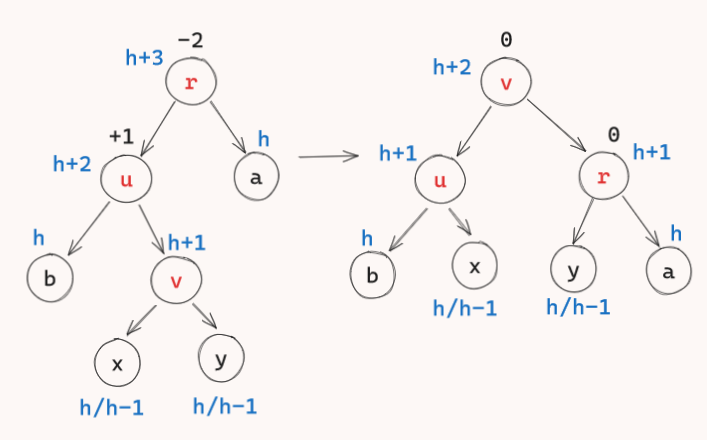 -2 0
h+3 r h+2 v
+1 h 0
h+2 u a h+1 u r h+1
h h+1 h h
b v b x y a
h/h-1 h/h-1
x y
h/h-1 h/h-1